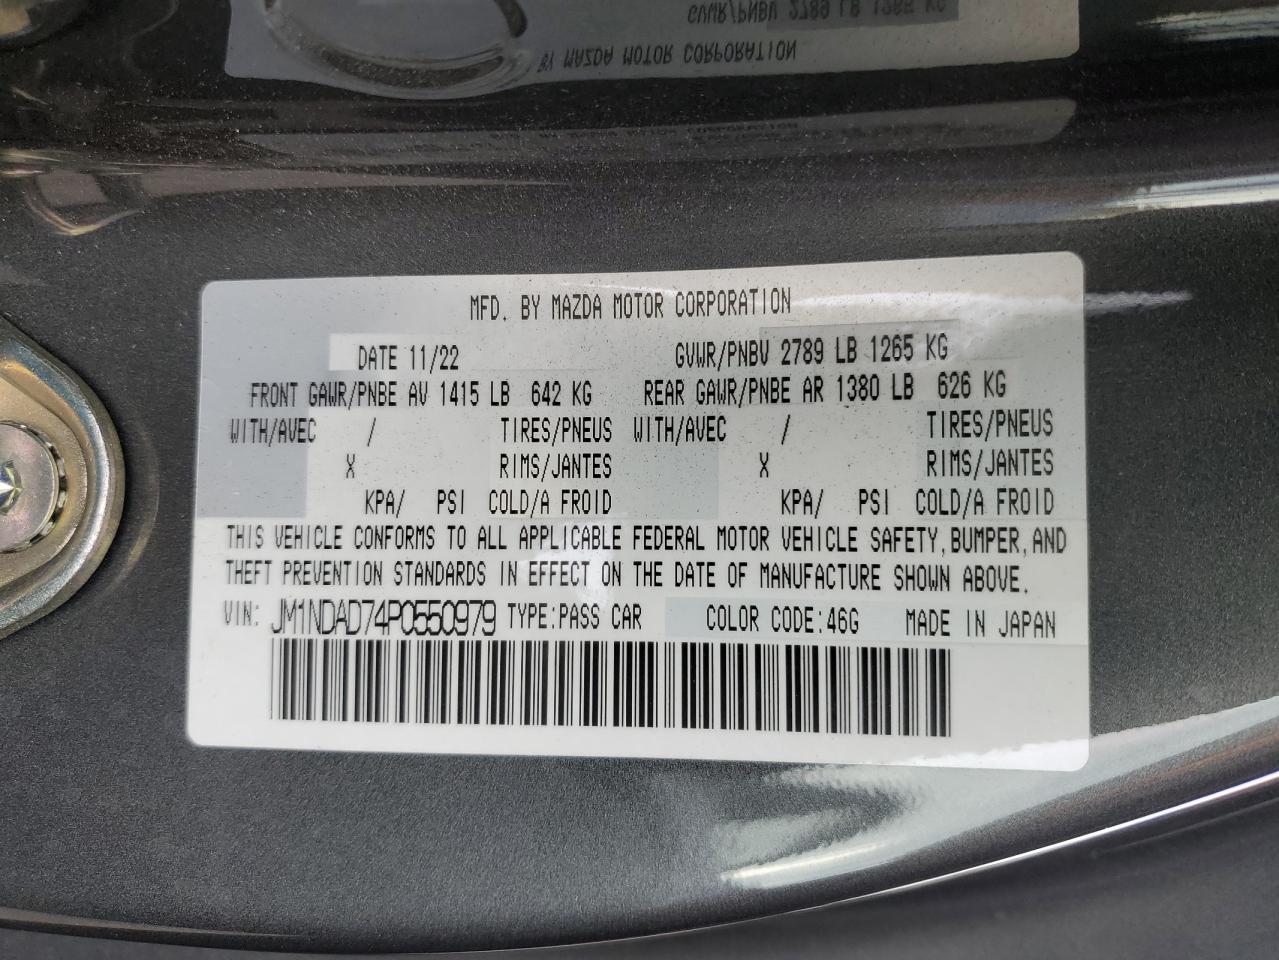 GVWR/PNBV 2789 LB 1265 KG
BY MAZDA MOTOR CORPORATION
MFD. BY MAZDA MOTOR CORPORATION
DATE 11/22 GVWR/PNBV 2789 LB 1265 KG
FRONT GAWR/PNBE AV 1415 LB 642 KG REAR GAWR/PNBE AR 1380 LB 626 KG
WITH/AVEC / TIRES/PNEUS WITH/AVEC / TIRES/PNEUS
X RIMS/JANTES X RIMS/JANTES
KPA/ PSI COLD/A FROID KPA/ PSI COLD/A FROID
THIS VEHICLE CONFORMS TO ALL APPLICABLE FEDERAL MOTOR VEHICLE SAFETY, BUMPER, AND
THEFT PREVENTION STANDARDS IN EFFECT ON THE DATE OF MANUFACTURE SHOWN ABOVE.
VIN: JM1NDAD74P0550979 TYPE:PASS CAR COLOR CODE:46G MADE IN JAPAN